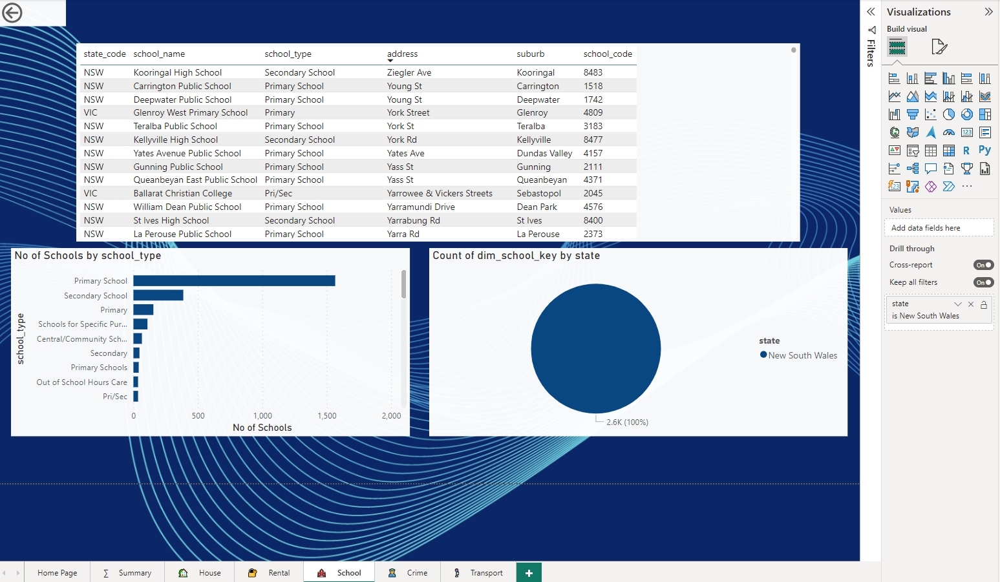 state_code school_name school_type address suburb school_code
NSW Kooringal High School Secondary School Ziegler Ave Kooringal 8483
NSW Carrington Public School Primary School Young St Carrington 1518
NSW Deepwater Public School Primary School Young St Deepwater 1742
VIC Glenroy West Primary School Primary York Street Glenroy 4809
NSW Teralba Public School Primary School York St Teralba 3183
NSW Kellyville High School Secondary School York Rd Kellyville 8477
NSW Yates Avenue Public School Primary School Yates Ave Dundas Valley 4157
NSW Gunning Public School Primary School Yass St Gunning 2111
NSW Queanbeyan East Public School Primary School Yass St Queanbeyan 4371
VIC Ballarat Christian College Pri/Sec Yarrowee & Vickers Streets Sebastopol 2045
NSW William Dean Public School Primary School Yarramundi Drive Dean Park 4576
NSW St Ives High School Secondary School Yarrabung Rd St Ives 8400
NSW La Perouse Public School Primary School Yarra Rd La Perouse 2373
No of Schools by school_type
school_type
Primary School
Secondary School
Primary
Schools for Specific Pur...
Central/Community Sch...
Secondary
Primary Schools
Out of School Hours Care
Pri/Sec
0 500 1,000 1,500 2,000
No of Schools
Count of dim_school_key by state
2.6K (100%)
state
New South Wales
Filters
Visualizations
Build visual
123
R Py
123
Values
Add data fields here
Drill through
Cross-report On
Keep all filters On
state
is New South Wales
Home Page Σ Summary House Rental School Crime Transport +